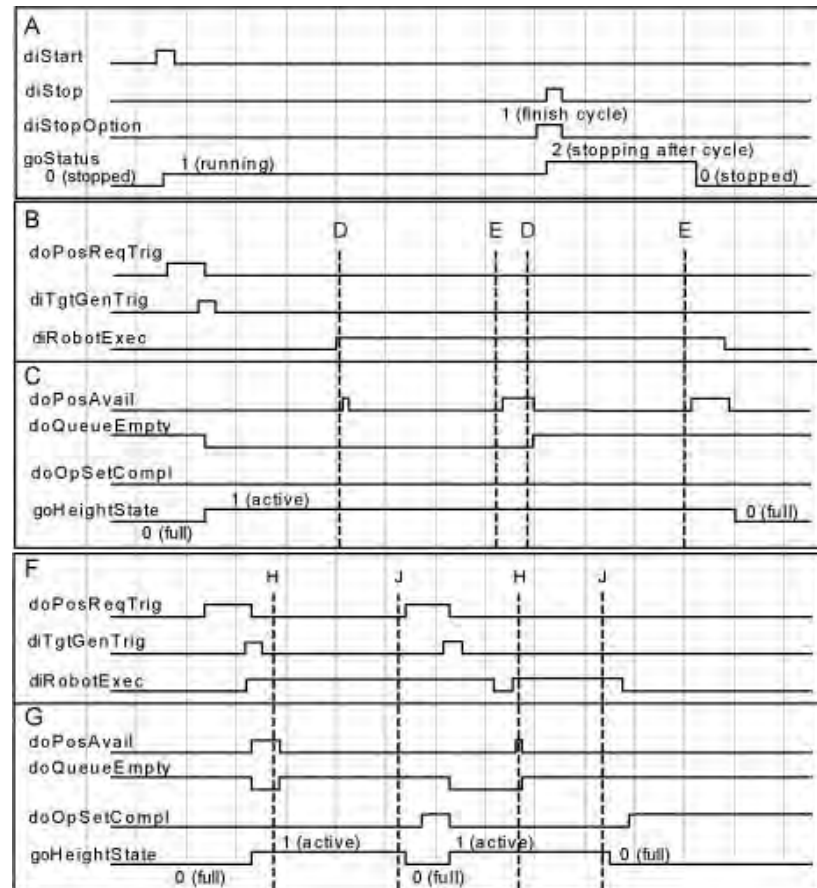 A
diStart
diStop
1 (finish cycle)
diStopOption
2 (stopping after cycle)
goStatus
1 (running)
0 (stopped)
0 (stopped)
B
D
E D
E
doPosReqTrig
diTgtGenTrig
diRobotExec
C
doPosAvail
doQueueEmpty
doOpSetCompl
1 (active)
goHeightState
0 (full)
0 (full)
F
H
J
H
J
doPosReqTrig
diTgtGenTrig
diRobotExec
G
doPosAvail
doQueueEmpty
doOpSetCompl
1 (active)
1 (active)
goHeightState
0 (full)
0 (full)
0 (full)